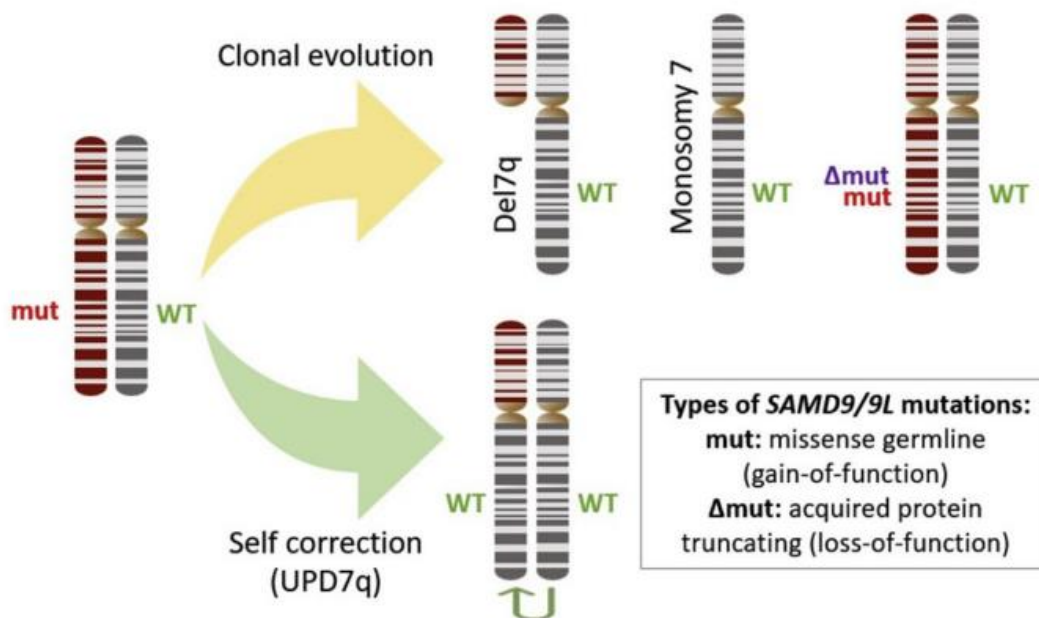 Clonal evolution
mut
WT
Del7q
WT
Monosomy 7
WT
Δmut
mut
WT
Self correction
(UPD7q)
WT
WT
Types of SAMD9/9L mutations:
mut: missense germline
(gain-of-function)
Δmut: acquired protein
truncating (loss-of-function)